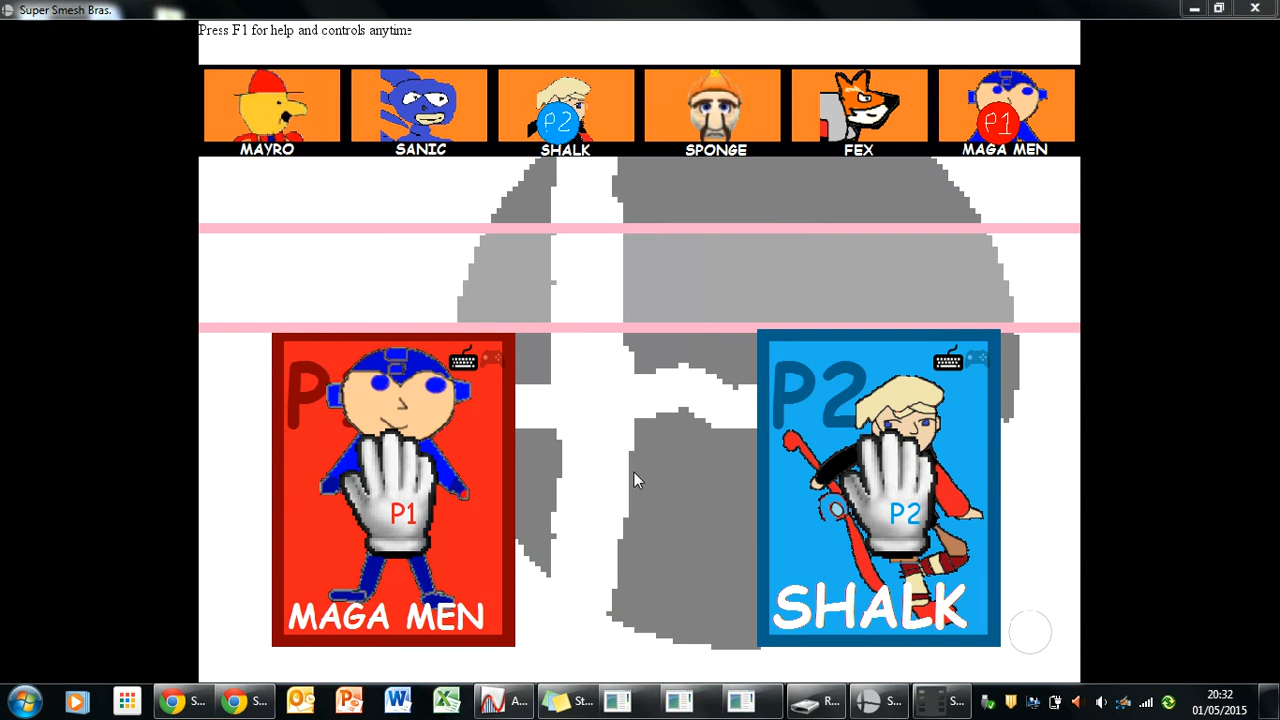 Super Smesh Bras.
Press F1 for help and controls anytime
P2
P1
MAYRO
SANIC
SHALK
SPONGE
FEX
MAGA MEN
P2
P1
P2
MAGA MEN
SHALK
S...
S...
A...
St...
R...
S...
S...
20:32
01/05/2015